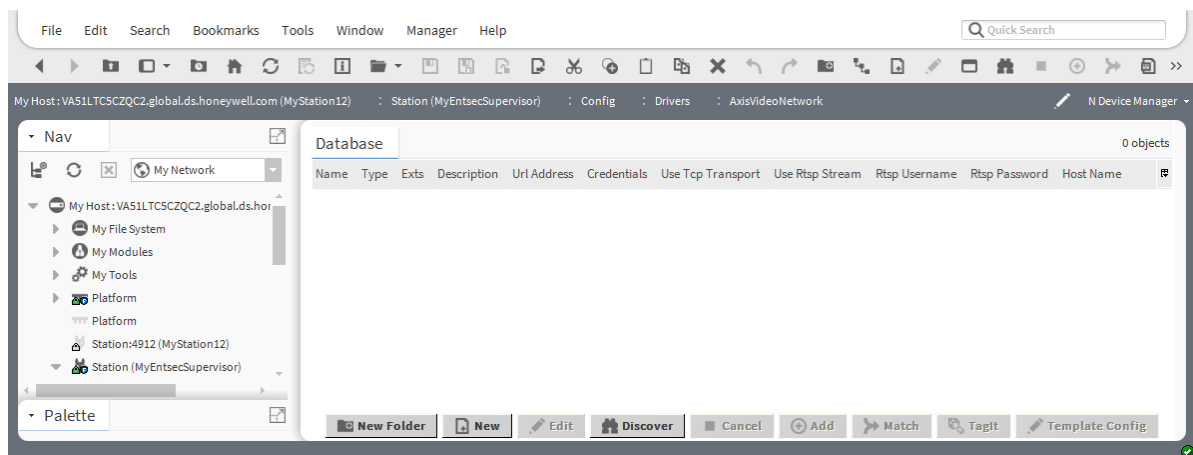 File Edit Search Bookmarks Tools Window Manager Help Quick Search
My Host : VA51LTC5CZQC2.global.ds.honeywell.com (MyStation12) : Station (MyEntsecSupervisor) : Config : Drivers : AxisVideoNetwork N Device Manager
Nav
My Network
My Host : VA51LTC5CZQC2.global.ds.hor
My File System
My Modules
My Tools
Platform
Platform
Station:4912 (MyStation12)
Station (MyEntsecSupervisor)
Palette
Database 0 objects
Name Type Exts Description Url Address Credentials Use Tcp Transport Use Rtsp Stream Rtsp Username Rtsp Password Host Name
New Folder New Edit Discover Cancel Add Match TagIt Template Config